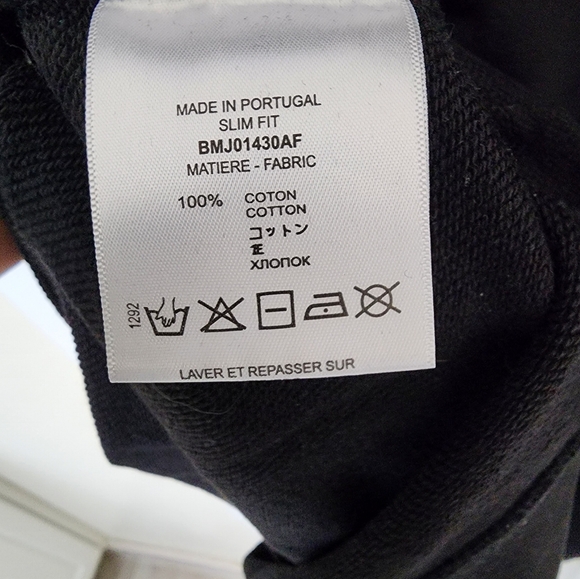 MADE IN PORTUGAL
SLIM FIT
BMJ01430AF
MATIERE - FABRIC
100% COTON
COTTON
コットン
ХЛОПОК
1292
LAVER ET REPASSER SUR